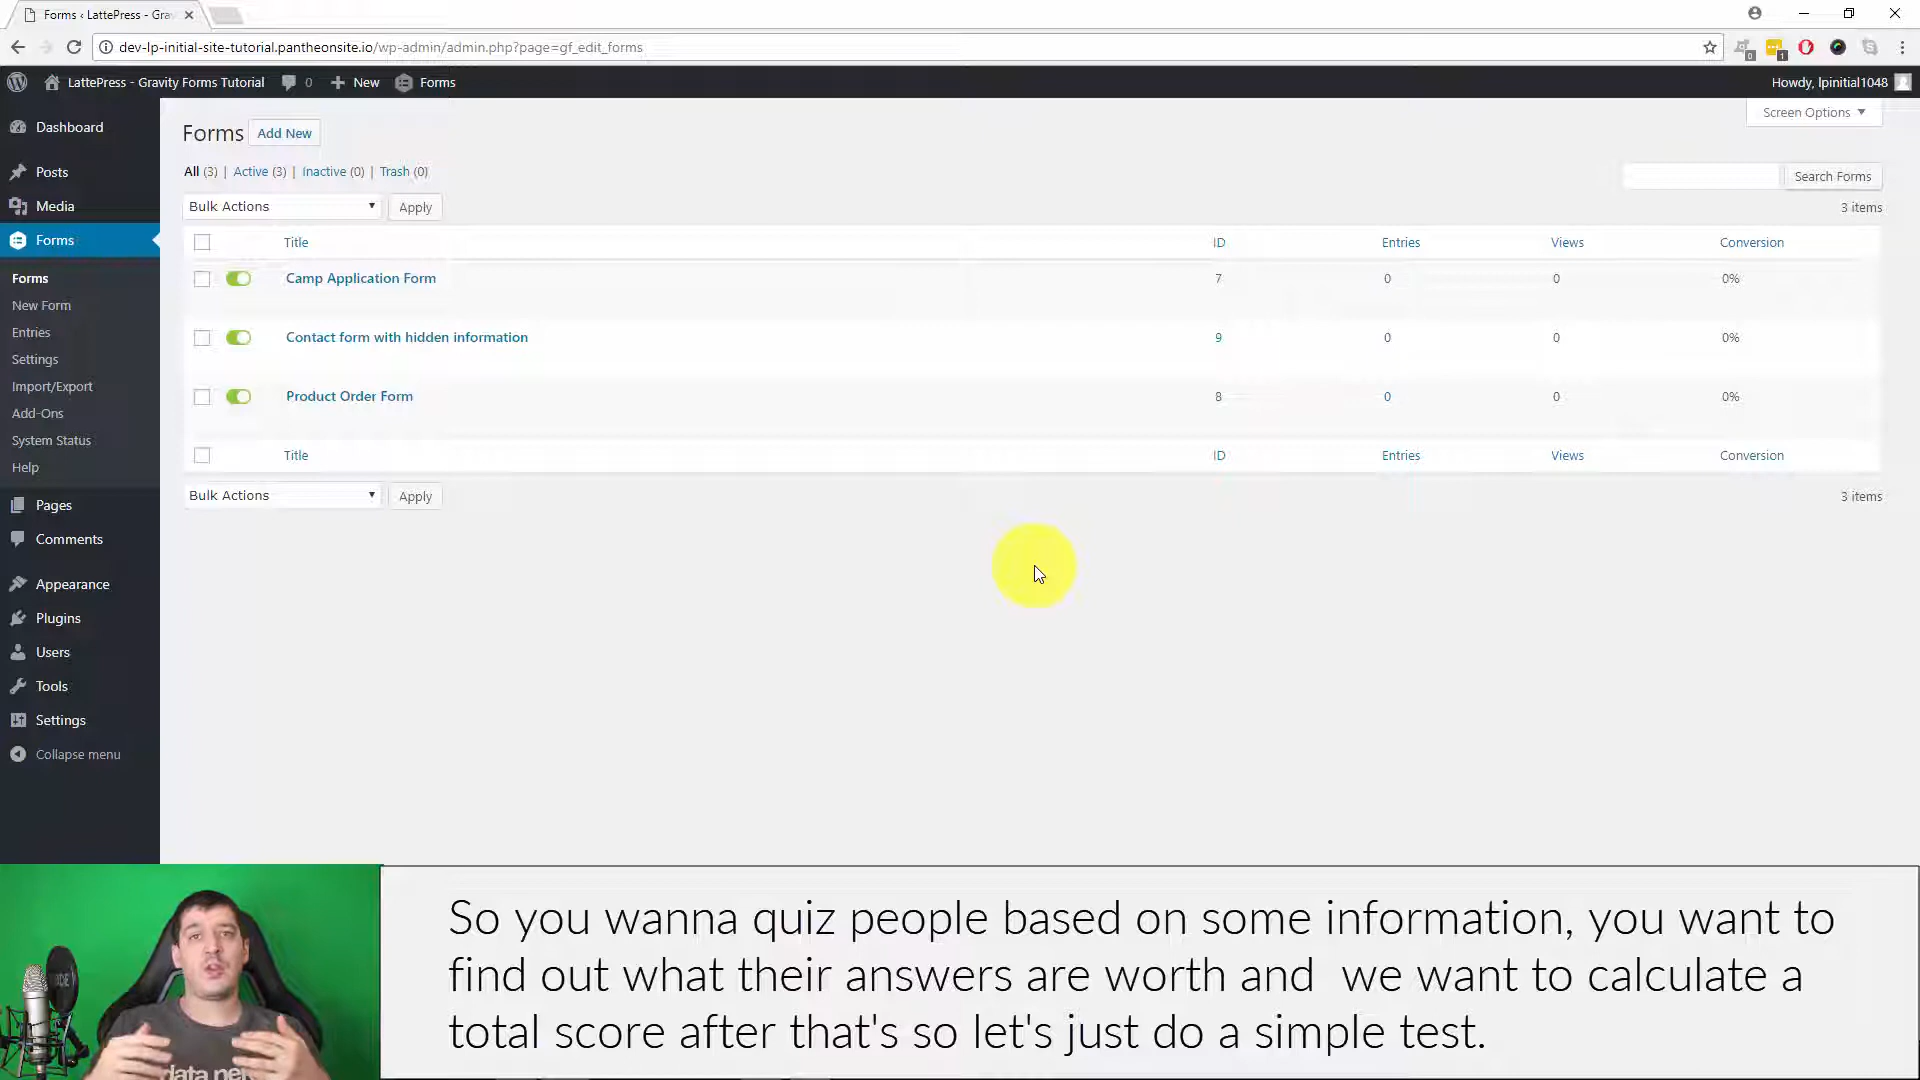 Forms ‹ LattePress - Gra
dev-lp-initial-site-tutorial.pantheonsite.io/wp-admin/admin.php?page=gf_edit_forms
LattePress - Gravity Forms Tutorial 0 New Forms Howdy, lpinitial1048
Dashboard
Posts
Media
Forms
Forms
New Form
Entries
Settings
Import/Export
Add-Ons
System Status
Help
Pages
Comments
Appearance
Plugins
Users
Tools
Settings
Collapse menu
Screen Options
Forms Add New
All (3) | Active (3) | Inactive (0) | Trash (0)
Search Forms
Bulk Actions Apply 3 items
Title ID Entries Views Conversion
Camp Application Form 7 0 0 0%
Contact form with hidden information 9 0 0 0%
Product Order Form 8 0 0 0%
Title ID Entries Views Conversion
Bulk Actions Apply 3 items
So you wanna quiz people based on some information, you want to
find out what their answers are worth and we want to calculate a
total score after that's so let's just do a simple test.